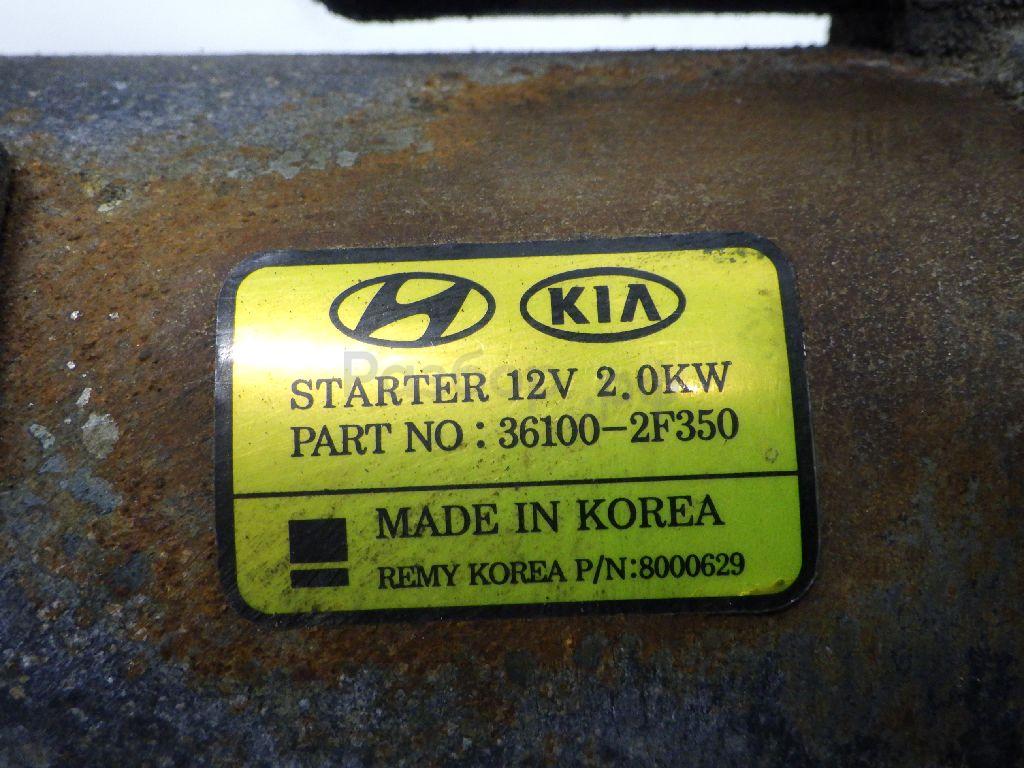 KIA
STARTER 12V 2.0KW
PART NO : 36100-2F350
MADE IN KOREA
REMY KOREA P/N:8000629